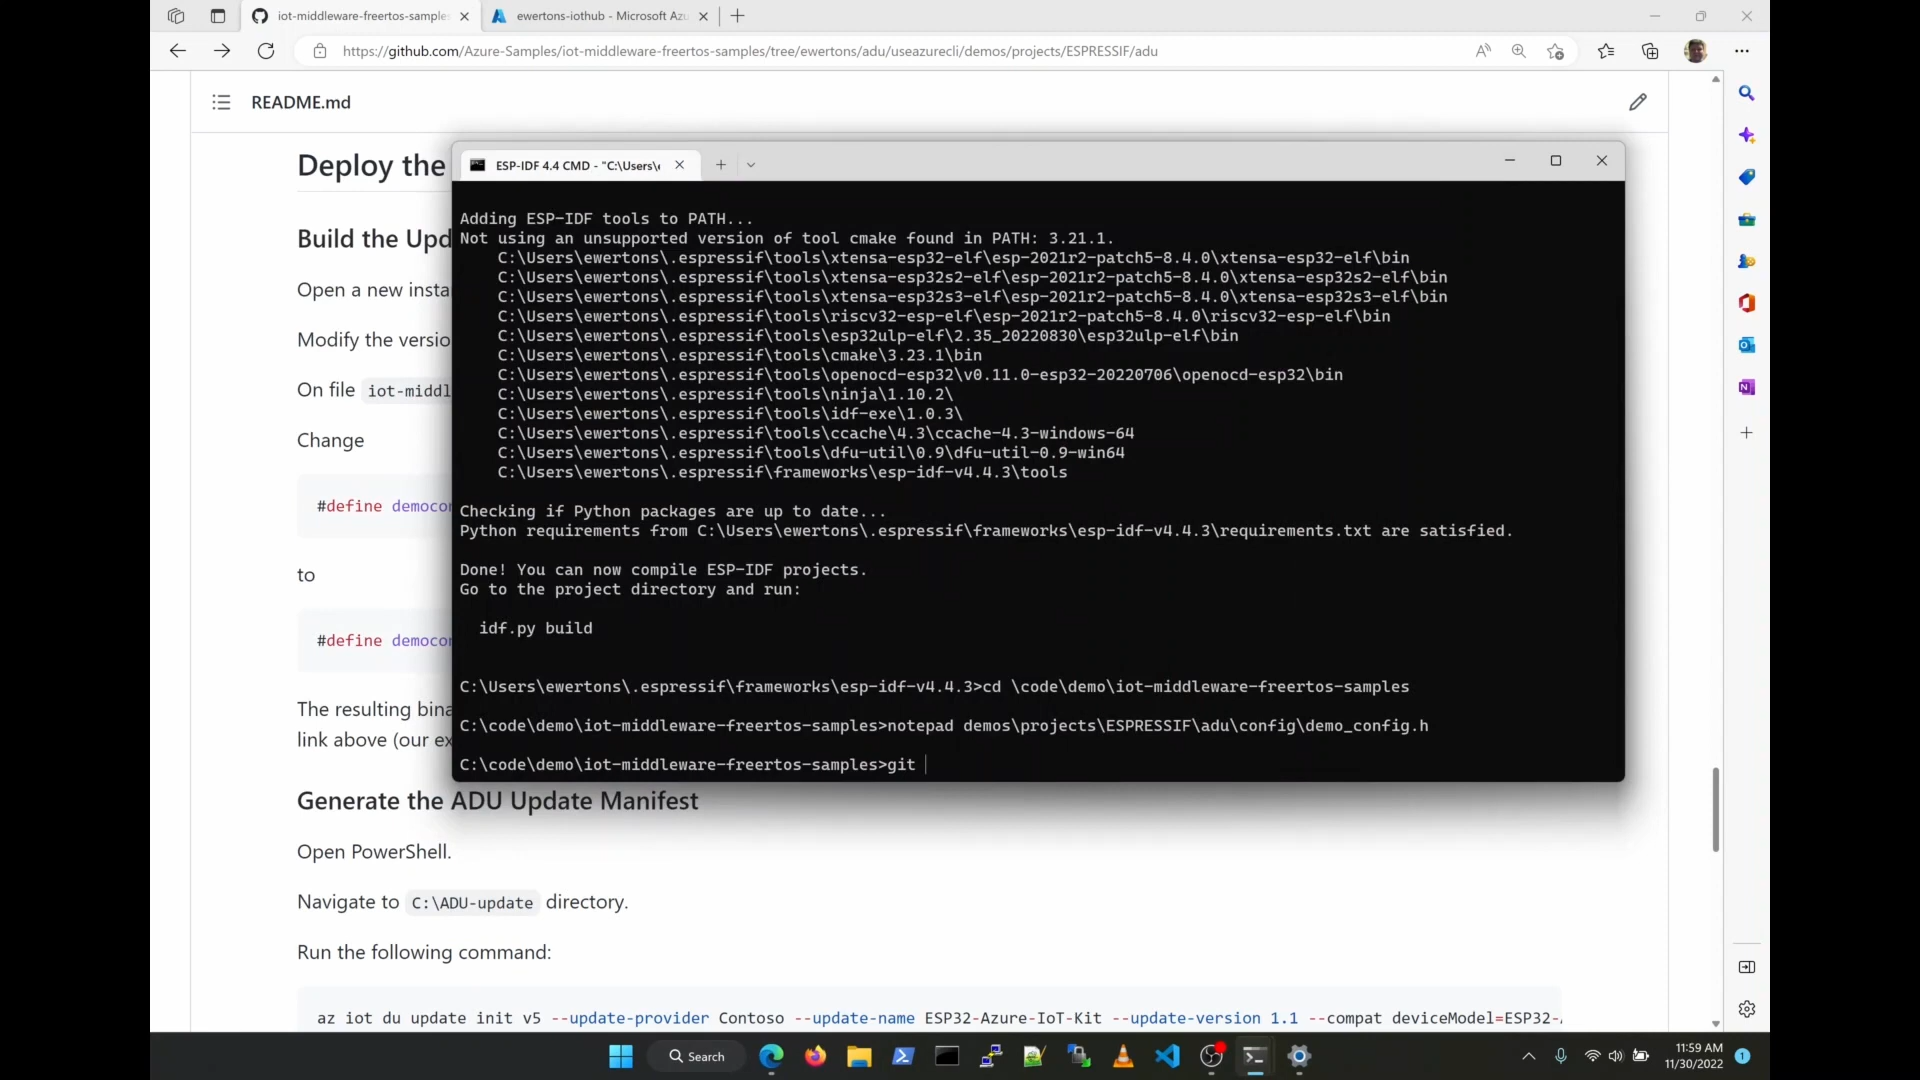 iot-middleware-freertos-sample
ewertons-iothub - Microsoft Azu
https://github.com/Azure-Samples/iot-middleware-freertos-samples/tree/ewertons/adu/useazurecli/demos/projects/ESPRESSIF/adu
README.md
Deploy the
Build the Upd
Open a new insta
Modify the versio
On file iot-middl
Change
#define democon
to
#define democon
The resulting bina
link above (our ex
ESP-IDF 4.4 CMD - "C:\Users\e
Adding ESP-IDF tools to PATH...
Not using an unsupported version of tool cmake found in PATH: 3.21.1.
C:\Users\ewertons\.espressif\tools\xtensa-esp32-elf\esp-2021r2-patch5-8.4.0\xtensa-esp32-elf\bin
C:\Users\ewertons\.espressif\tools\xtensa-esp32s2-elf\esp-2021r2-patch5-8.4.0\xtensa-esp32s2-elf\bin
C:\Users\ewertons\.espressif\tools\xtensa-esp32s3-elf\esp-2021r2-patch5-8.4.0\xtensa-esp32s3-elf\bin
C:\Users\ewertons\.espressif\tools\riscv32-esp-elf\esp-2021r2-patch5-8.4.0\riscv32-esp-elf\bin
C:\Users\ewertons\.espressif\tools\esp32ulp-elf\2.35_20220830\esp32ulp-elf\bin
C:\Users\ewertons\.espressif\tools\cmake\3.23.1\bin
C:\Users\ewertons\.espressif\tools\openocd-esp32\v0.11.0-esp32-20220706\openocd-esp32\bin
C:\Users\ewertons\.espressif\tools\ninja\1.10.2\
C:\Users\ewertons\.espressif\tools\idf-exe\1.0.3\
C:\Users\ewertons\.espressif\tools\ccache\4.3\ccache-4.3-windows-64
C:\Users\ewertons\.espressif\tools\dfu-util\0.9\dfu-util-0.9-win64
C:\Users\ewertons\.espressif\frameworks\esp-idf-v4.4.3\tools
Checking if Python packages are up to date...
Python requirements from C:\Users\ewertons\.espressif\frameworks\esp-idf-v4.4.3\requirements.txt are satisfied.
Done! You can now compile ESP-IDF projects.
Go to the project directory and run:
idf.py build
C:\Users\ewertons\.espressif\frameworks\esp-idf-v4.4.3>cd \code\demo\iot-middleware-freertos-samples
C:\code\demo\iot-middleware-freertos-samples>notepad demos\projects\ESPRESSIF\adu\config\demo_config.h
C:\code\demo\iot-middleware-freertos-samples>git
Generate the ADU Update Manifest
Open PowerShell.
Navigate to C:\ADU-update directory.
Run the following command:
az iot du update init v5 --update-provider Contoso --update-name ESP32-Azure-IoT-Kit --update-version 1.1 --compat deviceModel=ESP32-A
Search
11:59 AM
11/30/2022
1